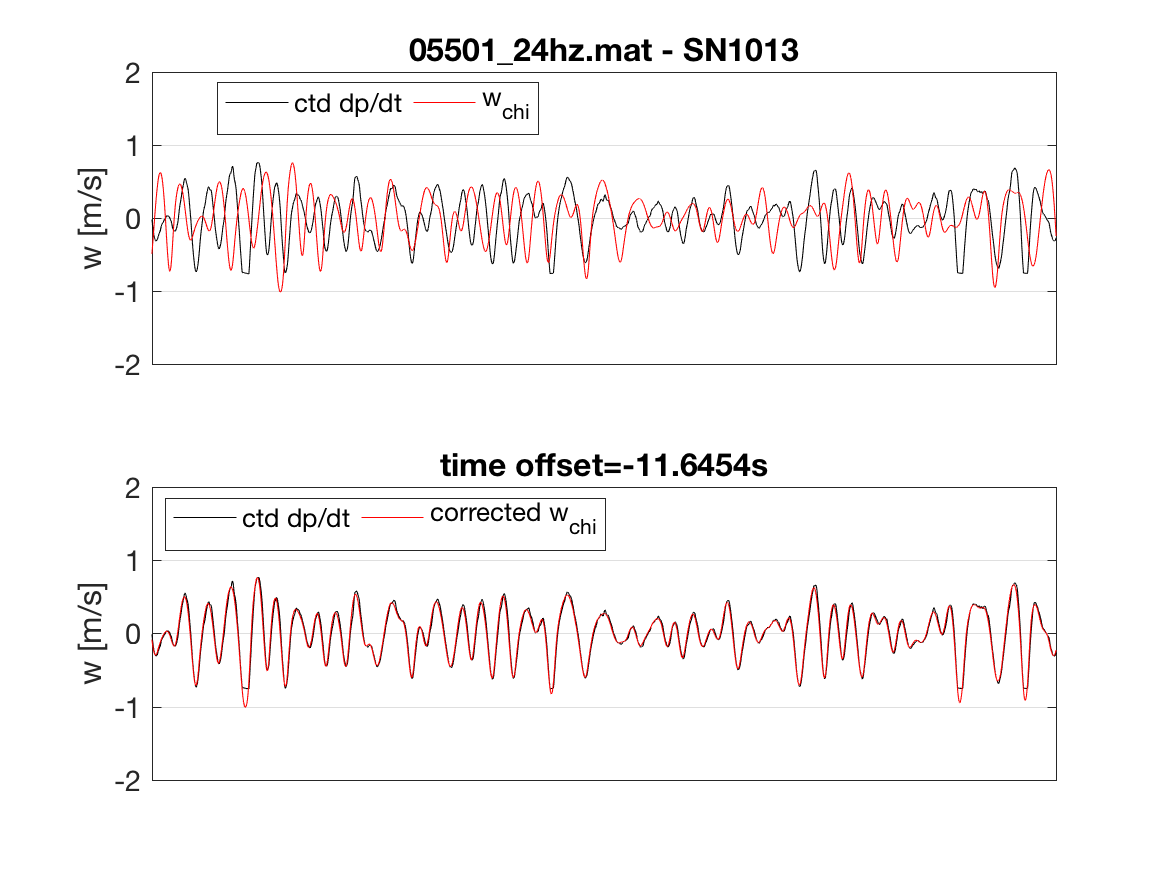 05501_24hz.mat - SN1013
2
ctd dp/dt w_chi
1
w [m/s]
0
-1
-2
time offset=-11.6454s
2
ctd dp/dt corrected w_chi
1
w [m/s]
0
-1
-2